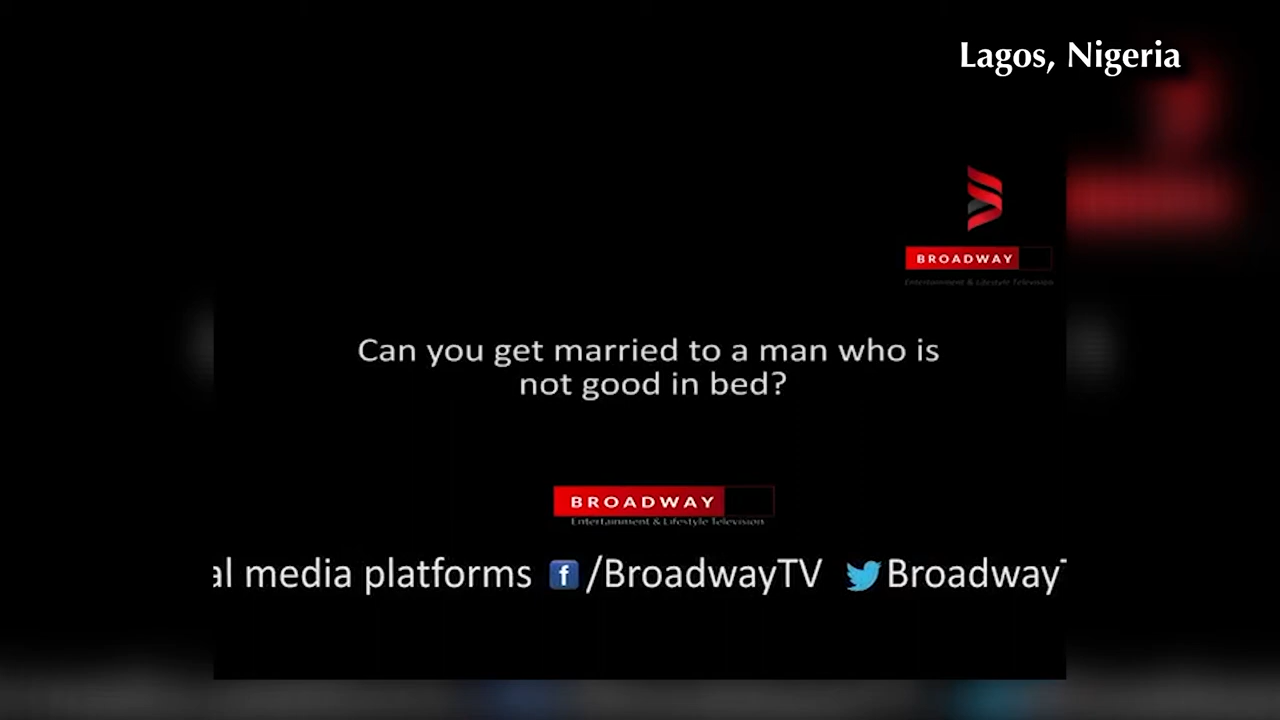 Lagos, Nigeria
BROADWAY
Entertainment & Lifestyle Television
Can you get married to a man who is
not good in bed?
BROADWAY
Entertainment & Lifestyle Television
al media platforms f /BroadwayTV Broadway